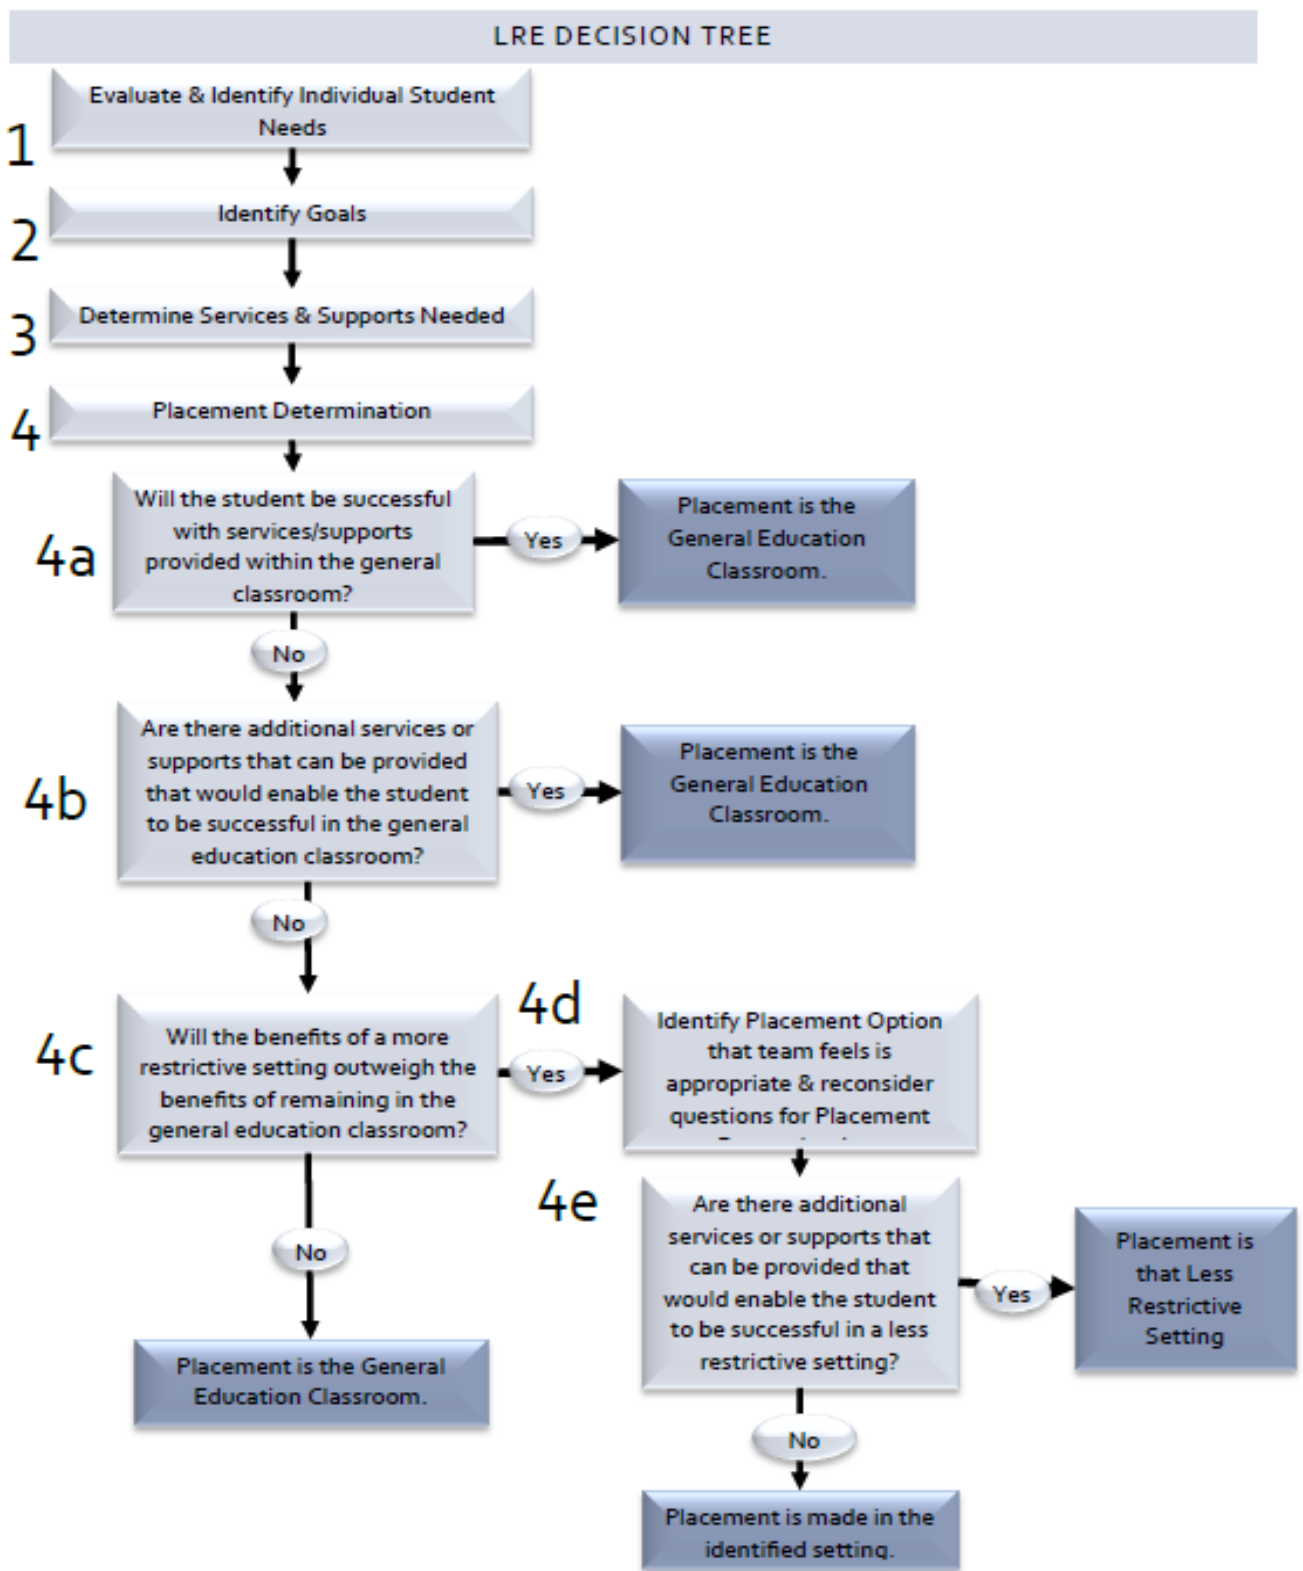 LRE DECISION TREE
1
Evaluate & Identify Individual Student
Needs
2
Identify Goals
3
Determine Services & Supports Needed
4
Placement Determination
4a
Will the student be successful
with services/supports
provided within the general
classroom?
Yes
Placement is the
General Education
Classroom.
No
4b
Are there additional services or
supports that can be provided
that would enable the student
to be successful in the general
education classroom?
Yes
Placement is the
General Education
Classroom.
No
4c
Will the benefits of a more
restrictive setting outweigh the
benefits of remaining in the
general education classroom?
Yes
4d
Identify Placement Option
that team feels is
appropriate & reconsider
questions for Placement
No
Placement is the General
Education Classroom.
4e
Are there additional
services or supports that
can be provided that
would enable the student
to be successful in a less
restrictive setting?
Yes
Placement is
that Less
Restrictive
Setting
No
Placement is made in the
identified setting.